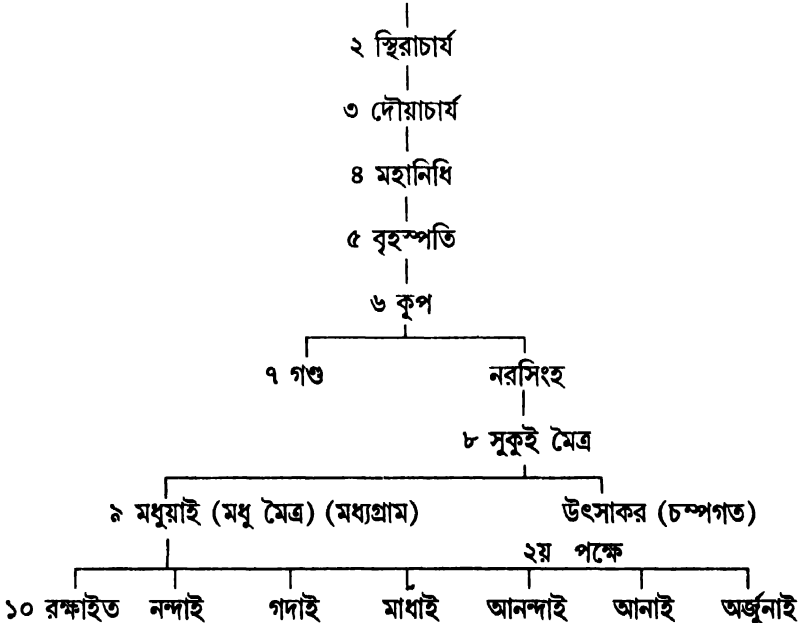 ২ স্থিরাচার্য
৩ দৌয়াচার্য
৪ মহানিধি
৫ বৃহস্পতি
৬ কূপ
৭ গণ্ড নরসিংহ
৮ সুকুই মৈত্র
৯ মধুয়াই (মধু মৈত্র) (মধ্যগ্রাম) উৎসাকর (চম্পগত)
২য় পক্ষে
১০ রক্ষাইত নন্দাই গদাই মাধাই আনন্দাই আনাই অর্জুনাই